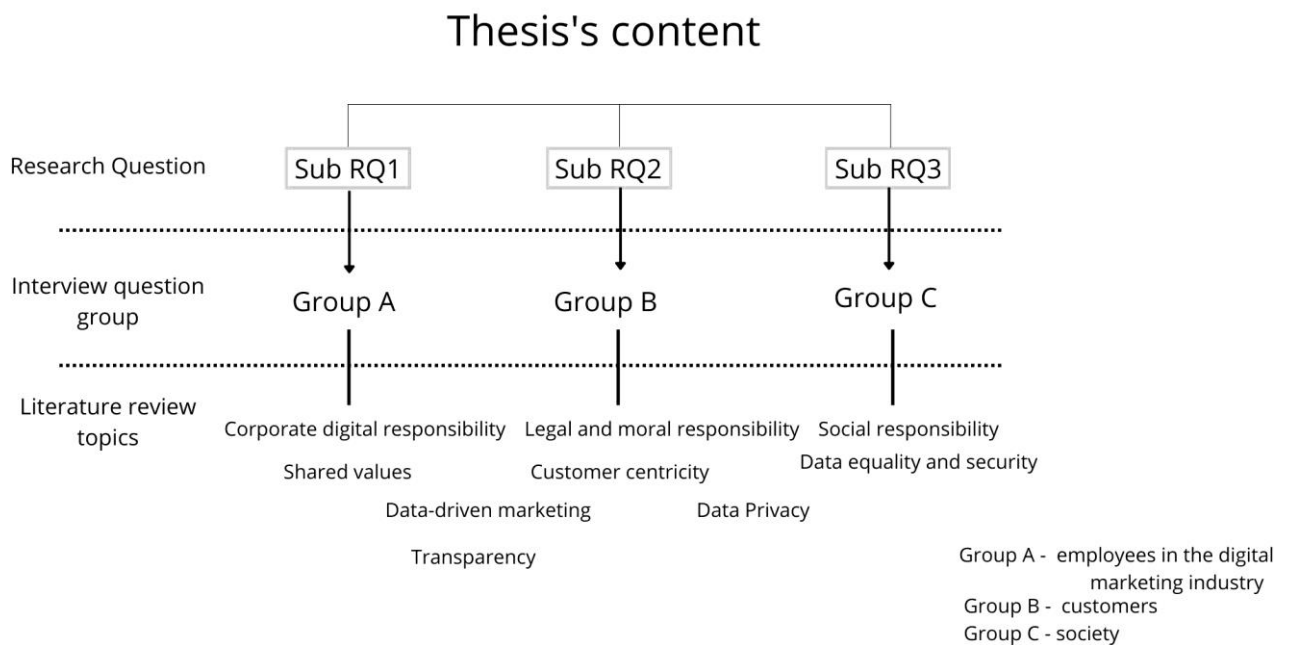 Thesis's content
Research Question
Sub RQ1
Sub RQ2
Sub RQ3
Interview question
group
Group A
Group B
Group C
Literature review
topics
Corporate digital responsibility
Legal and moral responsibility
Social responsibility
Shared values
Customer centricity
Data equality and security
Data-driven marketing
Data Privacy
Transparency
Group A - employees in the digital
marketing industry
Group B - customers
Group C - society